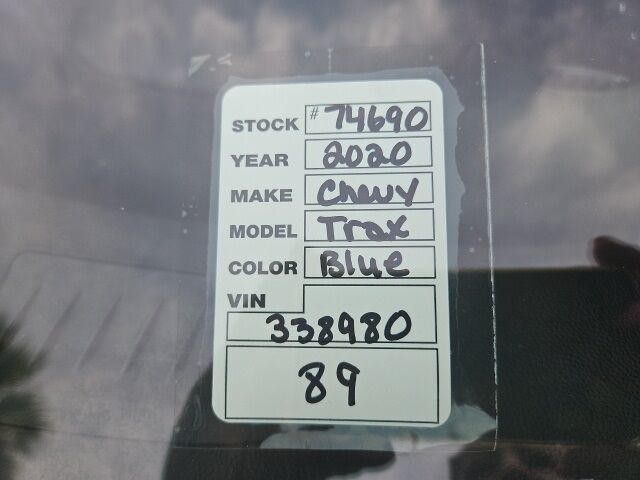 STOCK # 74690
YEAR 2020
MAKE Chevy
MODEL Trax
COLOR Blue
VIN
338980
89